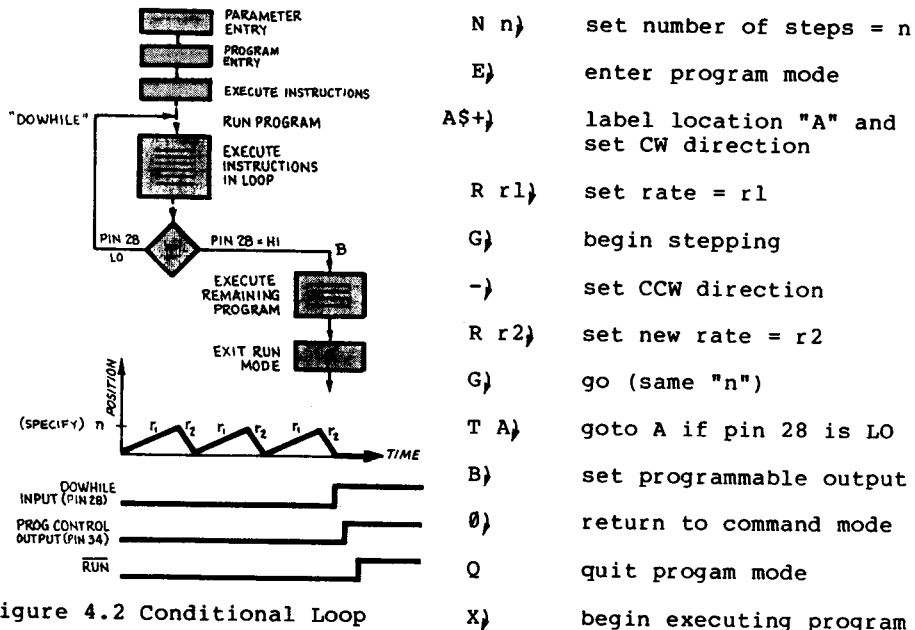 PARAMETER
ENTRY
PROGRAM
ENTRY
EXECUTE INSTRUCTIONS
"DOWHILE"
RUN PROGRAM
EXECUTE
INSTRUCTIONS
IN LOOP
PIN 28
LO
PIN 28 = HI
B
EXECUTE
REMAINING
PROGRAM
EXIT RUN
MODE
POSITION
(SPECIFY) n
r1 r2 r1 r2 r1 r2
TIME
DOWHILE
INPUT (PIN 28)
PROG CONTROL
OUTPUT (PIN 34)
RUN
igure 4.2 Conditional Loop
N n⟩ set number of steps = n
E⟩ enter program mode
A$+⟩ label location "A" and
set CW direction
R r1⟩ set rate = r1
G⟩ begin stepping
-⟩ set CCW direction
R r2⟩ set new rate = r2
G⟩ go (same "n")
T A⟩ goto A if pin 28 is LO
B⟩ set programmable output
0⟩ return to command mode
Q quit progam mode
X⟩ begin executing program